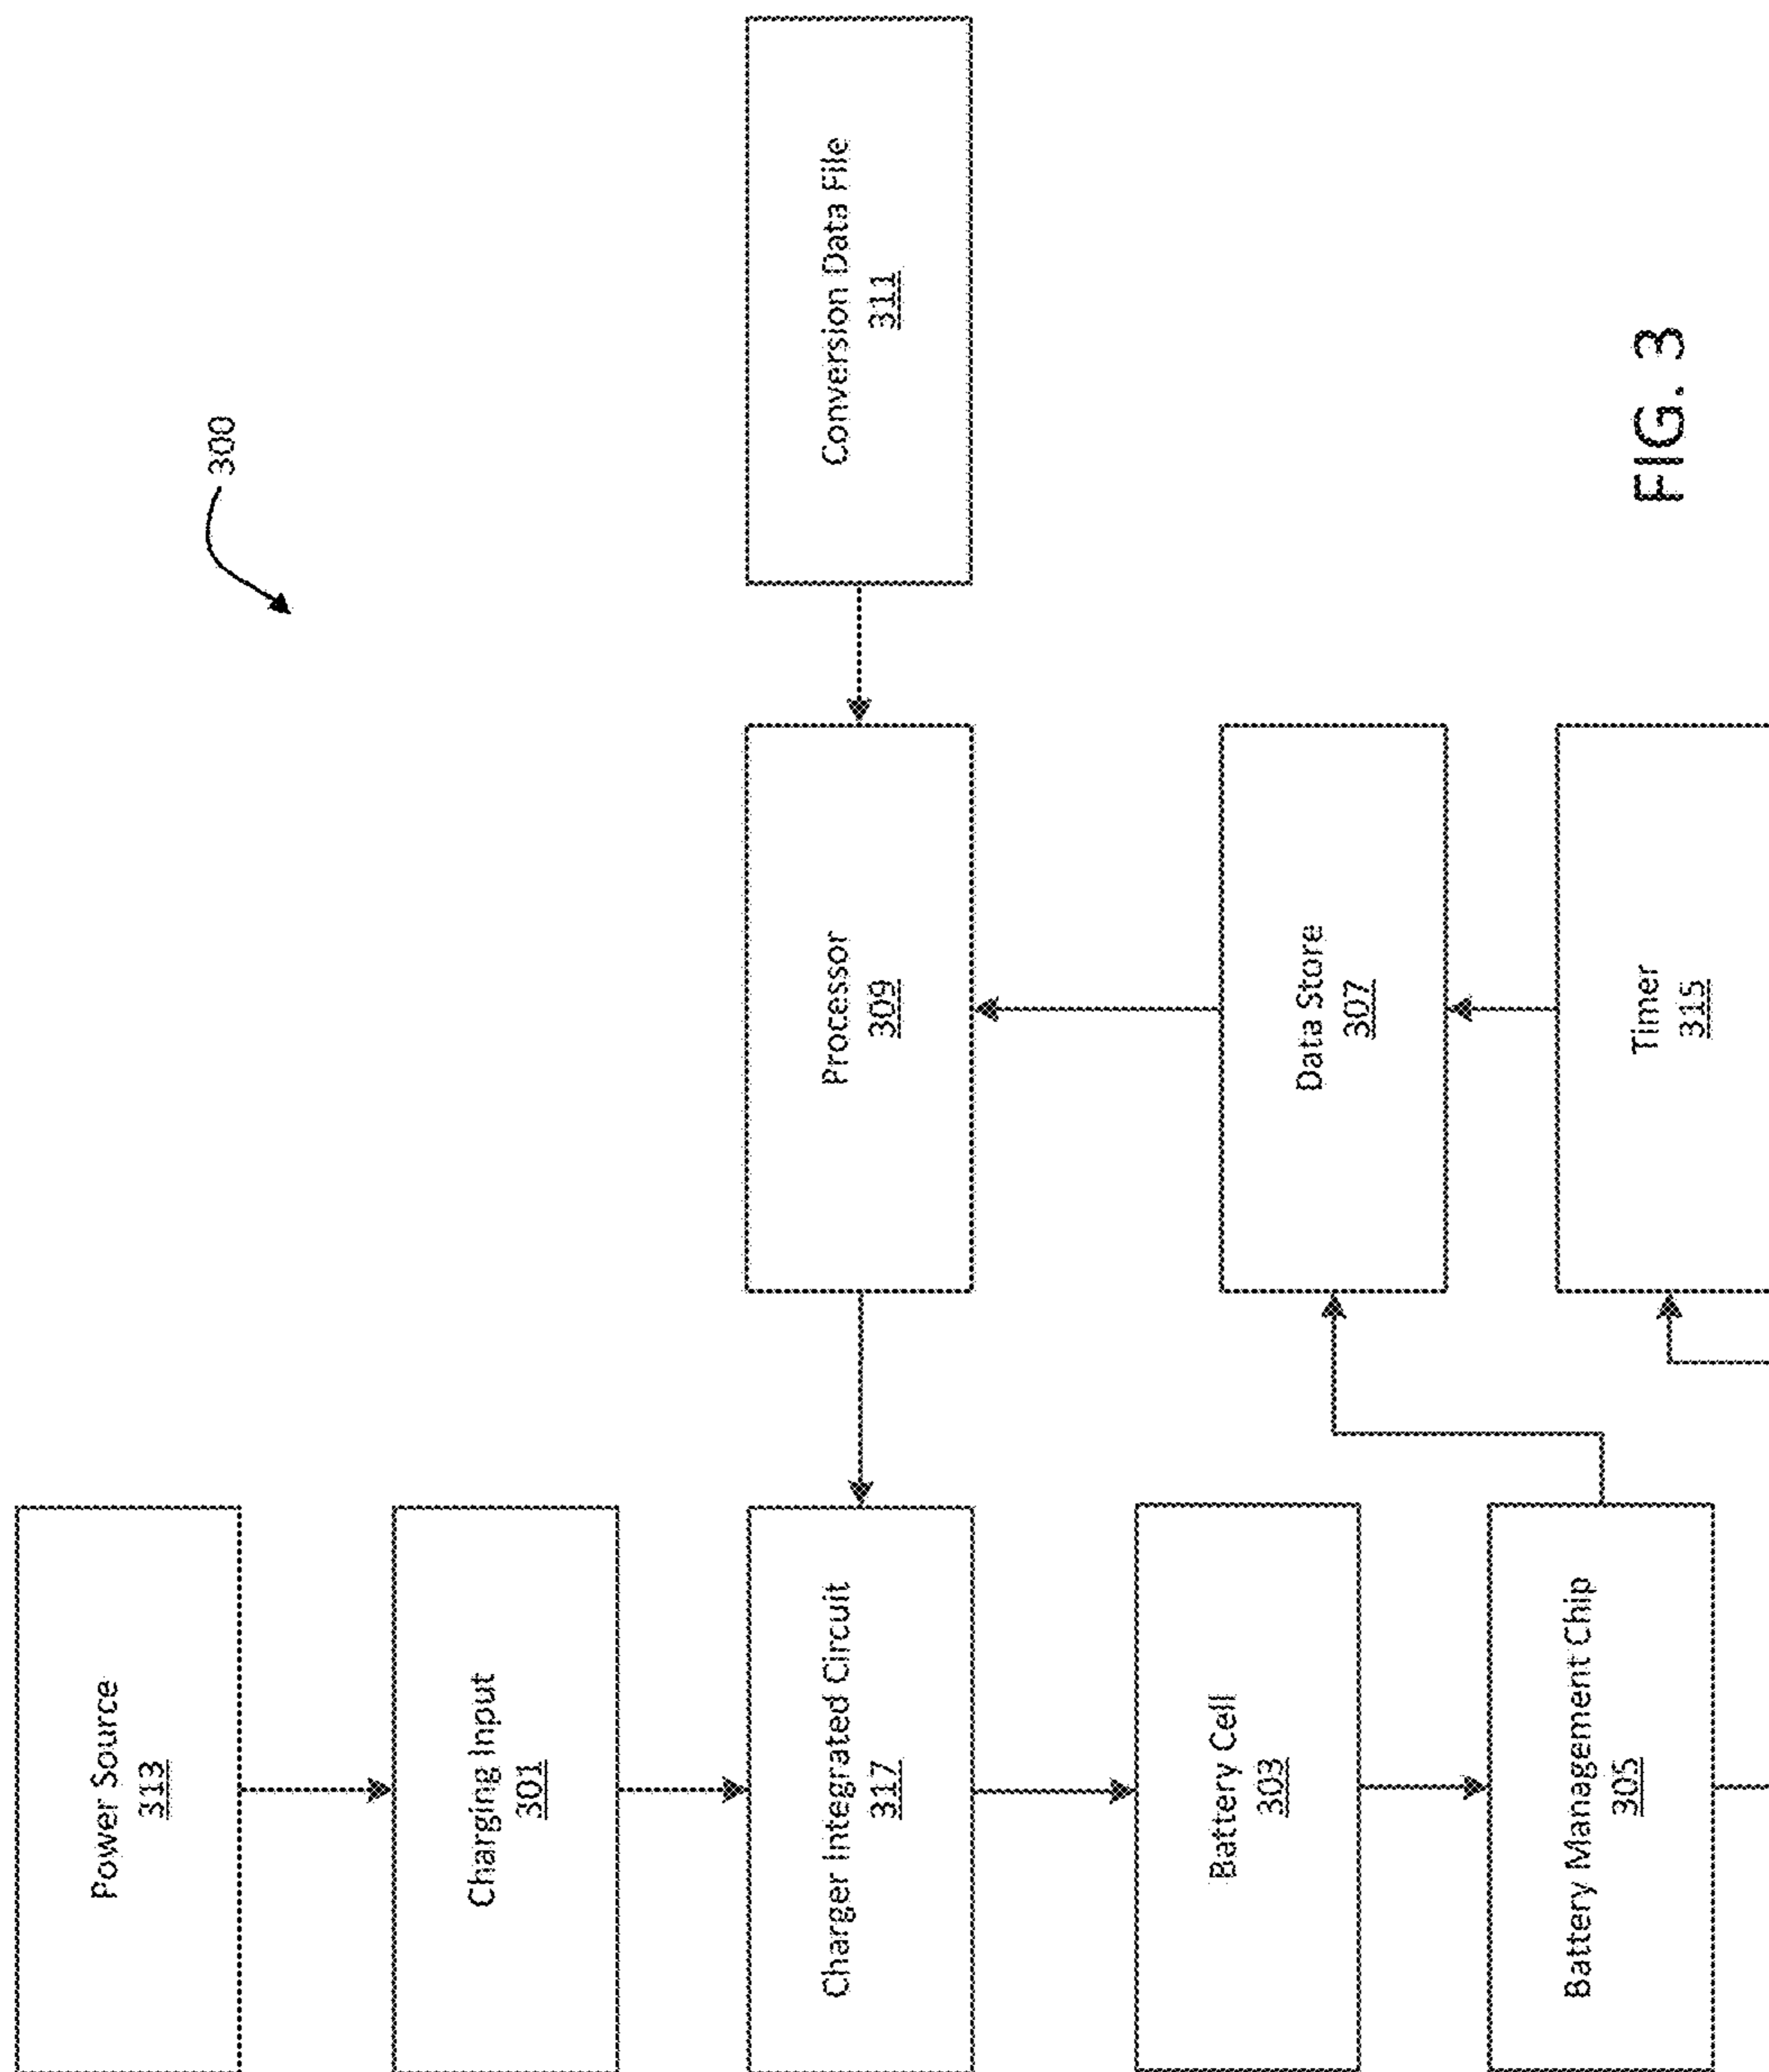 300
Power Source
313
Charging Input
301
Charger Integrated Circuit
317
Processor
309
Conversion Data File
311
Battery Cell
303
Data Store
307
Battery Management Chip
305
Timer
315
FIG. 3